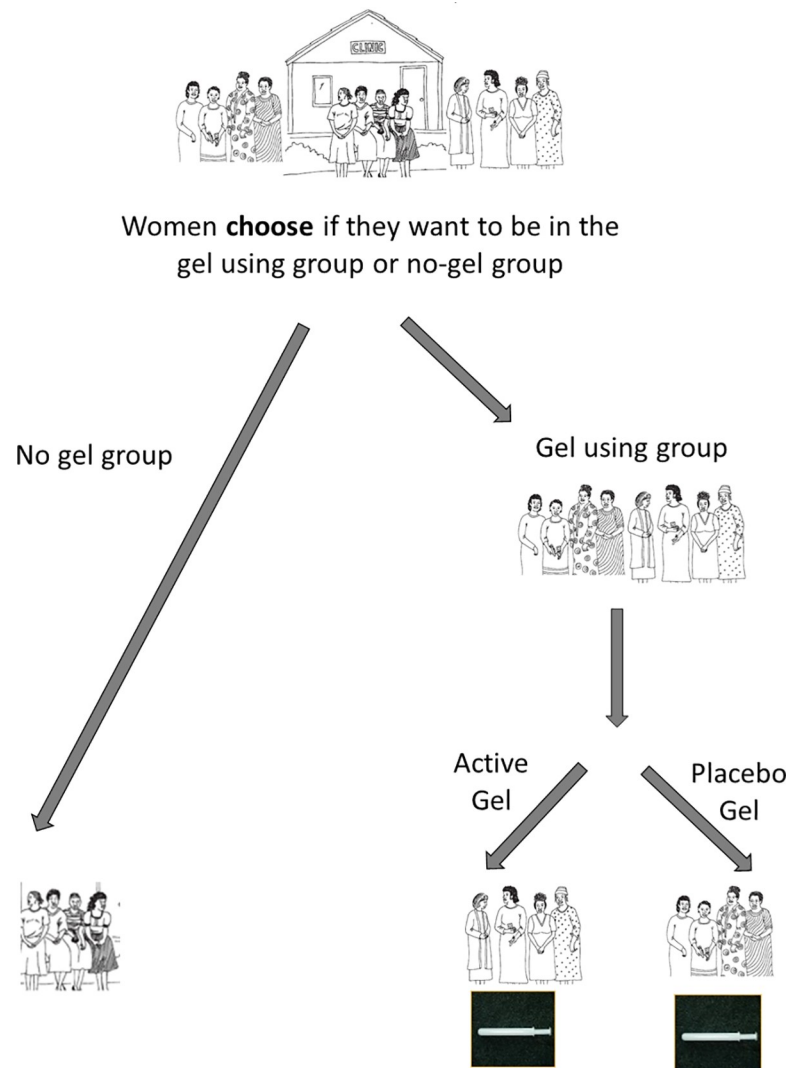 CLINIC
Women choose if they want to be in the
gel using group or no-gel group
No gel group
Gel using group
Active
Gel
Placebo
Gel